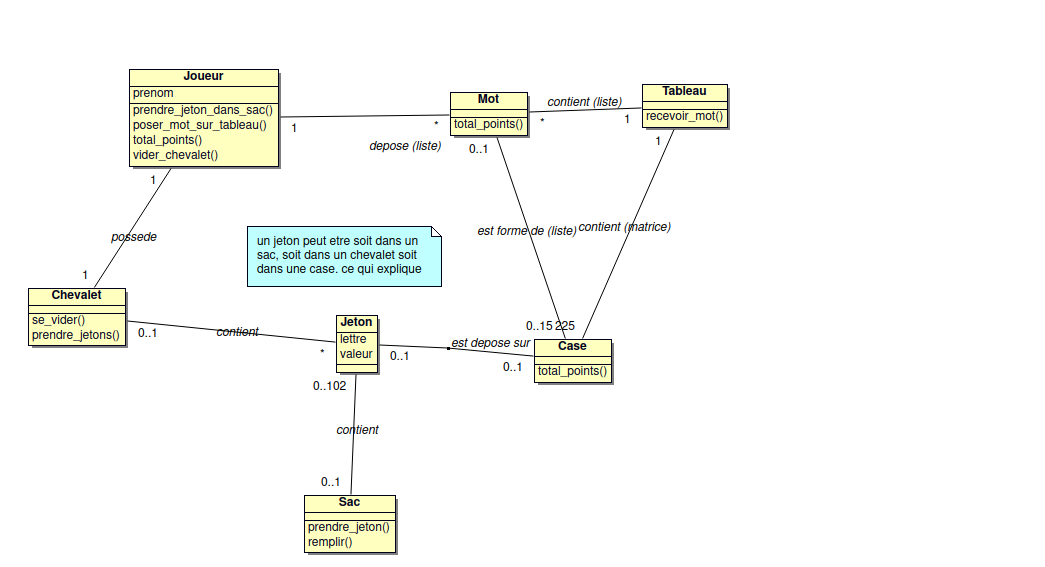 Joueur
prenom
prendre_jeton_dans_sac()
poser_mot_sur_tableau()
total_points()
vider_chevalet()
1
*
depose (liste)
Mot
total_points()
0..1
contient (liste)
*
1
Tableau
recevoir_mot()
1
1
possede
1
un jeton peut etre soit dans un
sac, soit dans un chevalet soit
dans une case. ce qui explique
est forme de (liste)
contient (matrice)
Chevalet
se_vider()
prendre_jetons()
0..1
contient
*
Jeton
lettre
valeur
0..1
est depose sur
0..1
0..15
225
Case
total_points()
0..102
contient
0..1
Sac
prendre_jeton()
remplir()